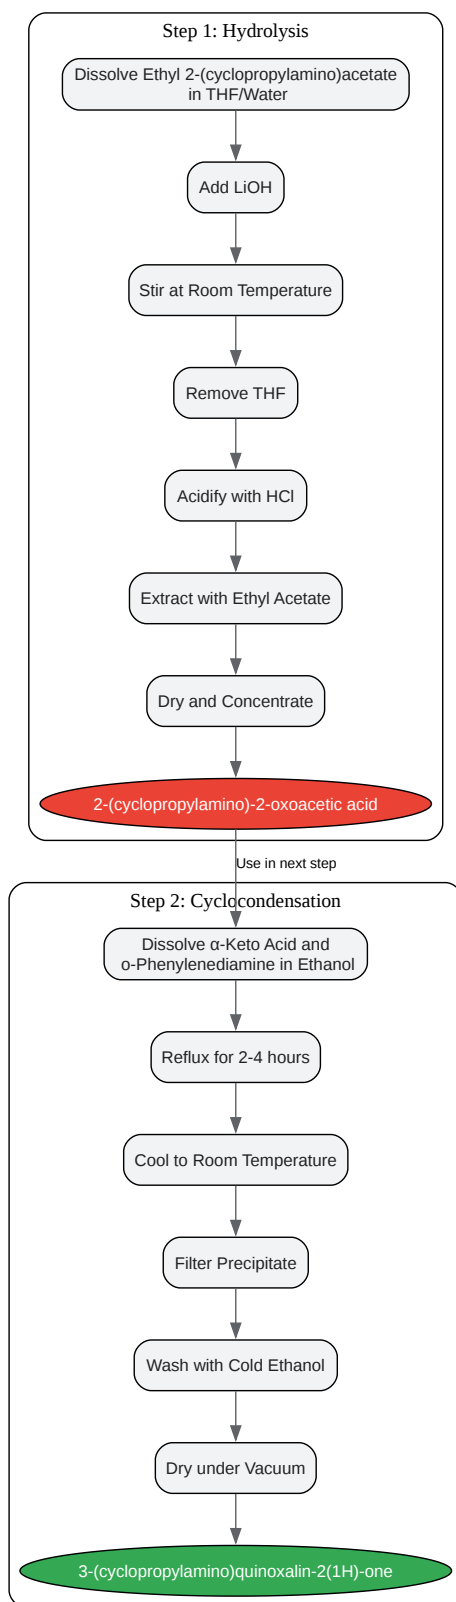 Step 1: Hydrolysis
Dissolve Ethyl 2-(cyclopropylamino)acetate
in THF/Water
Add LiOH
Stir at Room Temperature
Remove THF
Acidify with HCl
Extract with Ethyl Acetate
Dry and Concentrate
2-(cyclopropylamino)-2-oxoacetic acid
Use in next step
Step 2: Cyclocondensation
Dissolve α-Keto Acid and
o-Phenylenediamine in Ethanol
Reflux for 2-4 hours
Cool to Room Temperature
Filter Precipitate
Wash with Cold Ethanol
Dry under Vacuum
3-(cyclopropylamino)quinoxalin-2(1H)-one